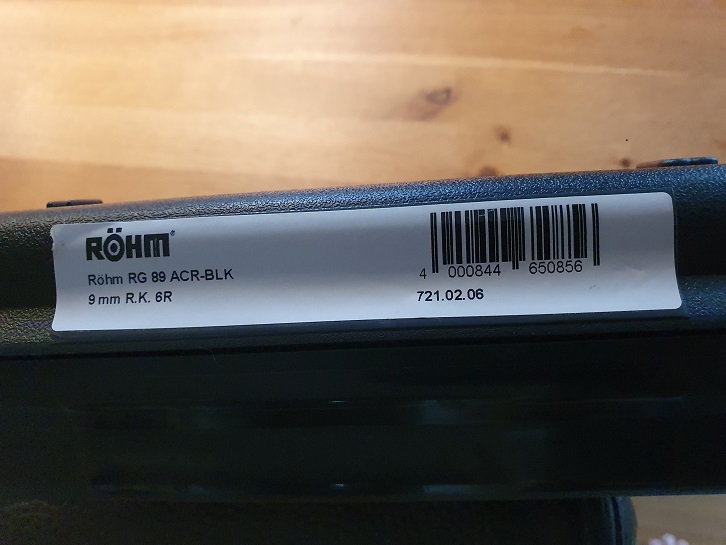 RÖHM®
Röhm RG 89 ACR-BLK
9 mm R.K. 6R
4 000844 650856
721.02.06